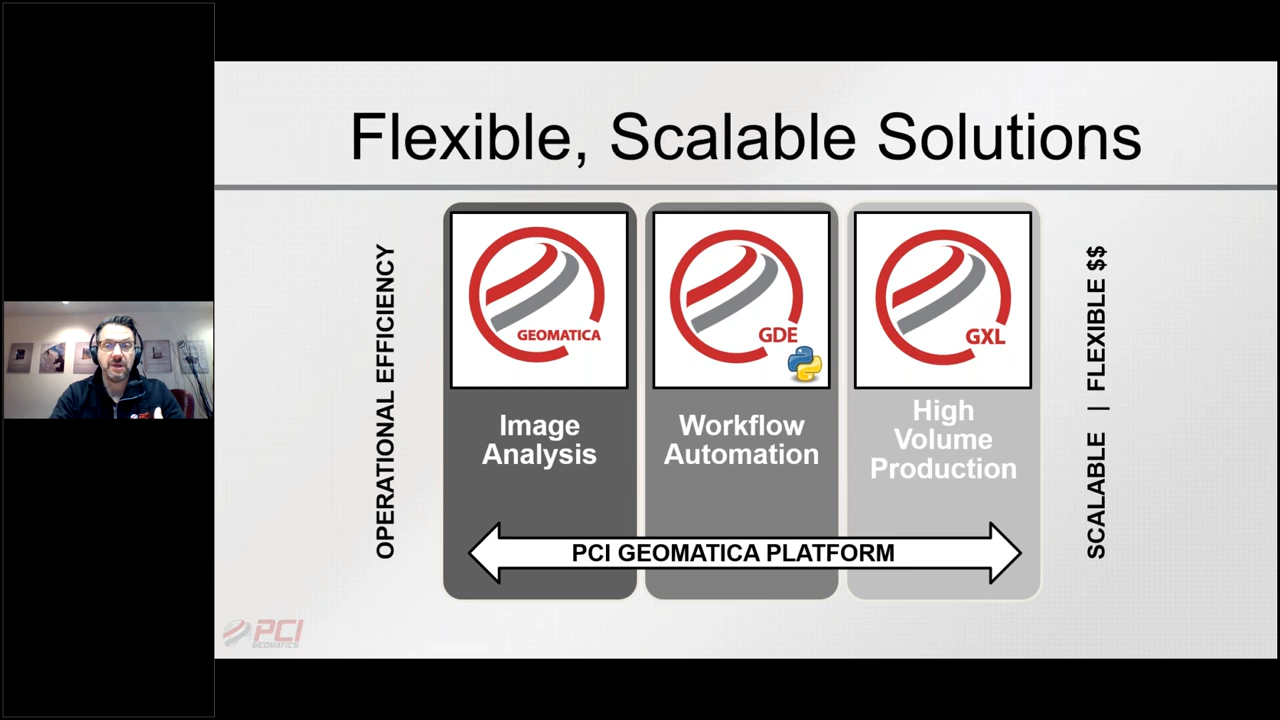 Flexible, Scalable Solutions
OPERATIONAL EFFICIENCY
GEOMATICA
Image
Analysis
GDE
Workflow
Automation
GXL
High
Volume
Production
PCI GEOMATICA PLATFORM
SCALABLE | FLEXIBLE $$
PCI
GEOMATICS
PCI